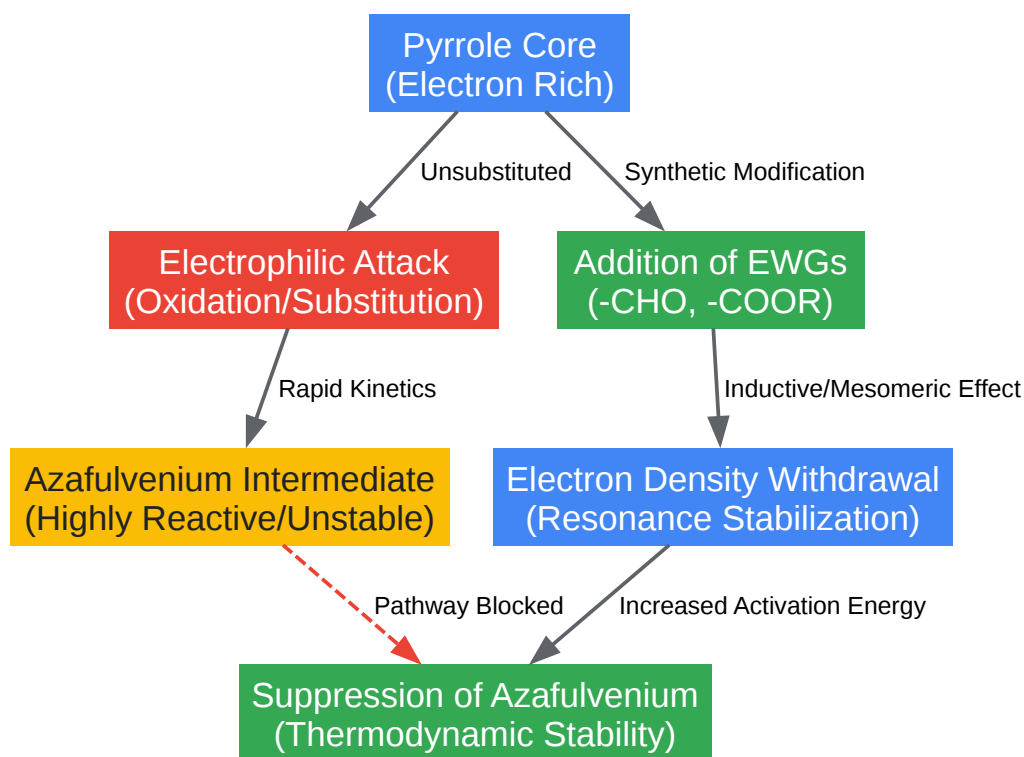 Pyrrole Core
(Electron Rich)
Unsubstituted
Synthetic Modification
Electrophilic Attack
(Oxidation/Substitution)
Addition of EWGs
(-CHO, -COOR)
Rapid Kinetics
Inductive/Mesomeric Effect
Azafulvenium Intermediate
(Highly Reactive/Unstable)
Electron Density Withdrawal
(Resonance Stabilization)
Pathway Blocked
Increased Activation Energy
Suppression of Azafulvenium
(Thermodynamic Stability)